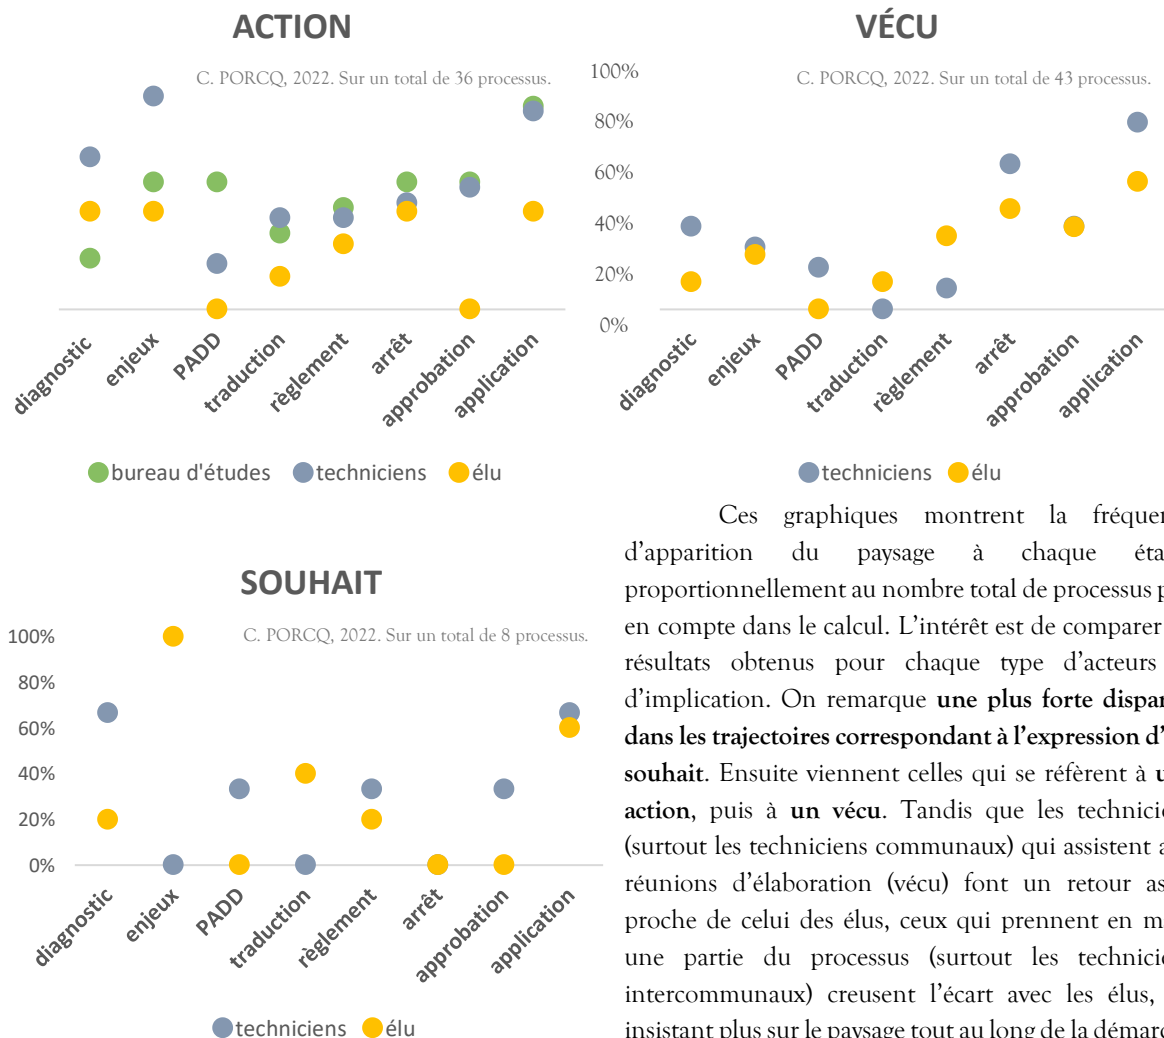 ACTION
C. PORCQ, 2022. Sur un total de 36 processus.
diagnostic
enjeux
PADD
traduction
règlement
arrêt
approbation
application
bureau d'études techniciens élu
VÉCU
C. PORCQ, 2022. Sur un total de 43 processus.
100%
80%
60%
40%
20%
0%
diagnostic
enjeux
PADD
traduction
règlement
arrêt
approbation
application
techniciens élu
SOUHAIT
C. PORCQ, 2022. Sur un total de 8 processus.
100%
80%
60%
40%
20%
0%
diagnostic
enjeux
PADD
traduction
règlement
arrêt
approbation
application
techniciens élu
Ces graphiques montrent la
d'apparition du paysage à chaque
proportionnellement au nombre total de processus
en compte dans le calcul. L'intérêt est de comparer
résultats obtenus pour chaque type d'acteurs
d'implication. On remarque une plus forte
dans les trajectoires correspondant à l'expression
souhait. Ensuite viennent celles qui se réfèrent à
action, puis à un vécu. Tandis que les
(surtout les techniciens communaux) qui assistent
réunions d'élaboration (vécu) font un retour
proche de celui des élus, ceux qui prennent en
une partie du processus (surtout les
intercommunaux) creusent l'écart avec les élus,
insistant plus sur le paysage tout au long de la